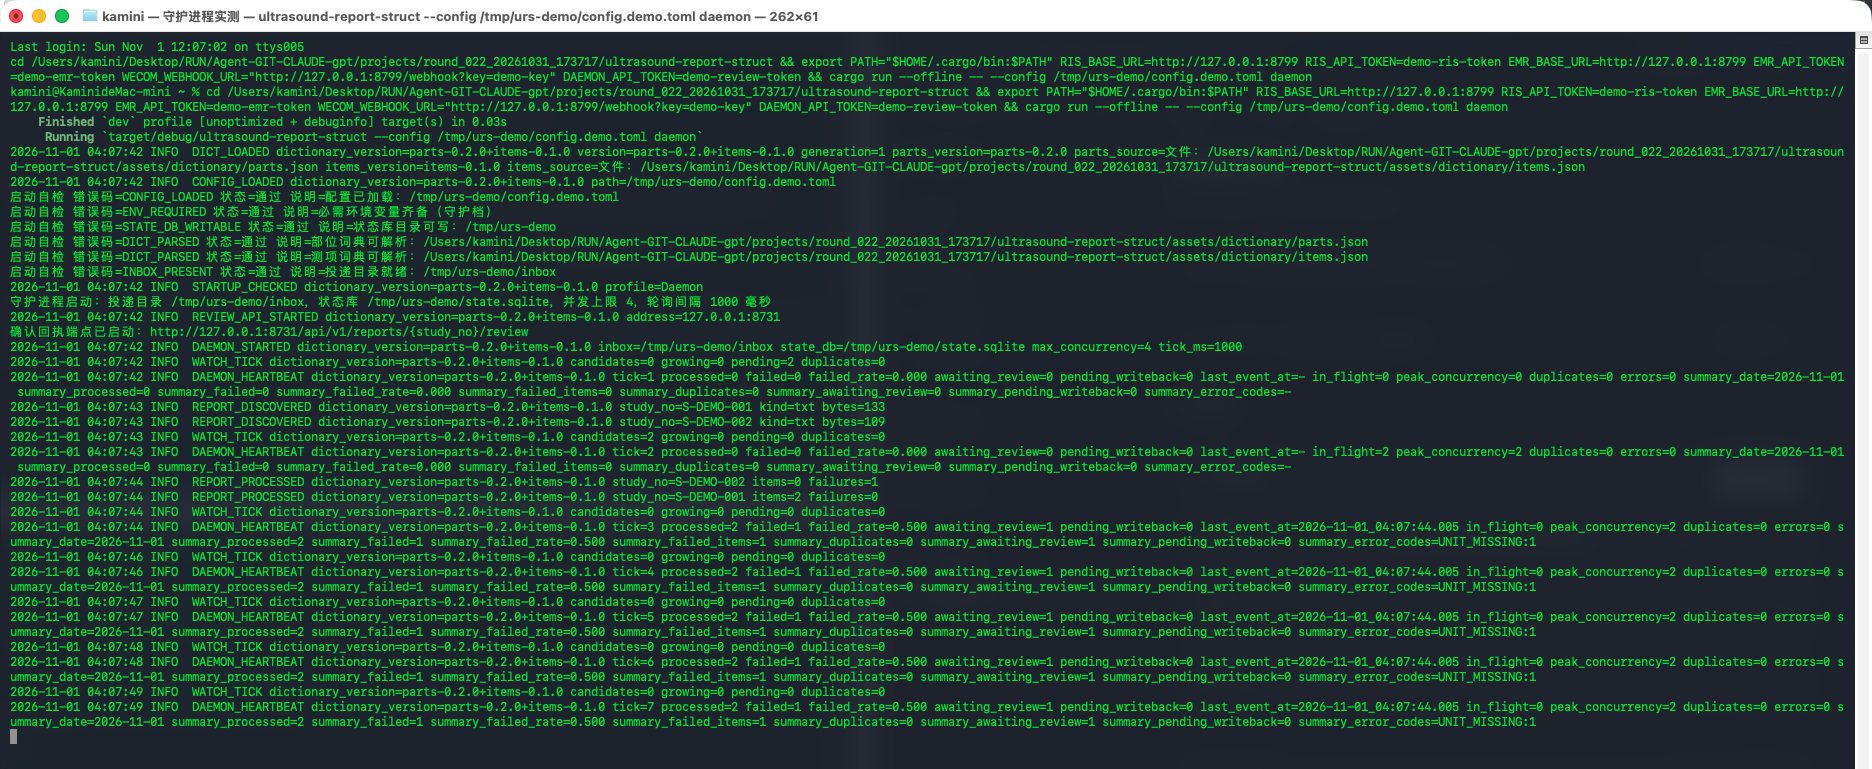 kamini — 守护进程实测 — ultrasound-report-struct --config /tmp/urs-demo/config.demo.toml daemon — 262×61
Last login: Sun Nov  1 12:07:02 on ttys005
cd /Users/kamini/Desktop/RUN/Agent-GIT-CLAUDE-gpt/projects/round_022_20261031_173717/ultrasound-report-struct && export PATH="$HOME/.cargo/bin:$PATH" RIS_BASE_URL=http://127.0.0.1:8799 RIS_API_TOKEN=demo-ris-token EMR_BASE_URL=http://127.0.0.1:8799 EMR_API_TOKEN
=demo-emr-token WECOM_WEBHOOK_URL="http://127.0.0.1:8799/webhook?key=demo-key" DAEMON_API_TOKEN=demo-review-token && cargo run --offline -- --config /tmp/urs-demo/config.demo.toml daemon
kamini@KaminideMac-mini ~ % cd /Users/kamini/Desktop/RUN/Agent-GIT-CLAUDE-gpt/projects/round_022_20261031_173717/ultrasound-report-struct && export PATH="$HOME/.cargo/bin:$PATH" RIS_BASE_URL=http://127.0.0.1:8799 RIS_API_TOKEN=demo-ris-token EMR_BASE_URL=http://
127.0.0.1:8799 EMR_API_TOKEN=demo-emr-token WECOM_WEBHOOK_URL="http://127.0.0.1:8799/webhook?key=demo-key" DAEMON_API_TOKEN=demo-review-token && cargo run --offline -- --config /tmp/urs-demo/config.demo.toml daemon
    Finished `dev` profile [unoptimized + debuginfo] target(s) in 0.03s
     Running `target/debug/ultrasound-report-struct --config /tmp/urs-demo/config.demo.toml daemon`
2026-11-01 04:07:42 INFO  DICT_LOADED dictionary_version=parts-0.2.0+items-0.1.0 version=parts-0.2.0+items-0.1.0 generation=1 parts_version=parts-0.2.0 parts_source=文件: /Users/kamini/Desktop/RUN/Agent-GIT-CLAUDE-gpt/projects/round_022_20261031_173717/ultrasoun
d-report-struct/assets/dictionary/parts.json items_version=items-0.1.0 items_source=文件: /Users/kamini/Desktop/RUN/Agent-GIT-CLAUDE-gpt/projects/round_022_20261031_173717/ultrasound-report-struct/assets/dictionary/items.json
2026-11-01 04:07:42 INFO  CONFIG_LOADED dictionary_version=parts-0.2.0+items-0.1.0 path=/tmp/urs-demo/config.demo.toml
启动自检 错误码=CONFIG_LOADED 状态=通过 说明=配置已加载: /tmp/urs-demo/config.demo.toml
启动自检 错误码=ENV_REQUIRED 状态=通过 说明=必需环境变量齐备 (守护档)
启动自检 错误码=STATE_DB_WRITABLE 状态=通过 说明=状态库目录可写: /tmp/urs-demo
启动自检 错误码=DICT_PARSED 状态=通过 说明=部位词典可解析: /Users/kamini/Desktop/RUN/Agent-GIT-CLAUDE-gpt/projects/round_022_20261031_173717/ultrasound-report-struct/assets/dictionary/parts.json
启动自检 错误码=DICT_PARSED 状态=通过 说明=测项词典可解析: /Users/kamini/Desktop/RUN/Agent-GIT-CLAUDE-gpt/projects/round_022_20261031_173717/ultrasound-report-struct/assets/dictionary/items.json
启动自检 错误码=INBOX_PRESENT 状态=通过 说明=投递目录就绪: /tmp/urs-demo/inbox
2026-11-01 04:07:42 INFO  STARTUP_CHECKED dictionary_version=parts-0.2.0+items-0.1.0 profile=Daemon
守护进程启动: 投递目录 /tmp/urs-demo/inbox, 状态库 /tmp/urs-demo/state.sqlite, 并发上限 4, 轮询间隔 1000 毫秒
2026-11-01 04:07:42 INFO  REVIEW_API_STARTED dictionary_version=parts-0.2.0+items-0.1.0 address=127.0.0.1:8731
确认回执端点已启动: http://127.0.0.1:8731/api/v1/reports/{study_no}/review
2026-11-01 04:07:42 INFO  DAEMON_STARTED dictionary_version=parts-0.2.0+items-0.1.0 inbox=/tmp/urs-demo/inbox state_db=/tmp/urs-demo/state.sqlite max_concurrency=4 tick_ms=1000
2026-11-01 04:07:42 INFO  WATCH_TICK dictionary_version=parts-0.2.0+items-0.1.0 candidates=0 growing=0 pending=2 duplicates=0
2026-11-01 04:07:42 INFO  DAEMON_HEARTBEAT dictionary_version=parts-0.2.0+items-0.1.0 tick=1 processed=0 failed=0 failed_rate=0.000 awaiting_review=0 pending_writeback=0 last_event_at=- in_flight=0 peak_concurrency=0 duplicates=0 errors=0 summary_date=2026-11-01
 summary_processed=0 summary_failed=0 summary_failed_rate=0.000 summary_failed_items=0 summary_duplicates=0 summary_awaiting_review=0 summary_pending_writeback=0 summary_error_codes=-
2026-11-01 04:07:43 INFO  REPORT_DISCOVERED dictionary_version=parts-0.2.0+items-0.1.0 study_no=S-DEMO-001 kind=txt bytes=133
2026-11-01 04:07:43 INFO  REPORT_DISCOVERED dictionary_version=parts-0.2.0+items-0.1.0 study_no=S-DEMO-002 kind=txt bytes=109
2026-11-01 04:07:43 INFO  WATCH_TICK dictionary_version=parts-0.2.0+items-0.1.0 candidates=2 growing=0 pending=0 duplicates=0
2026-11-01 04:07:43 INFO  DAEMON_HEARTBEAT dictionary_version=parts-0.2.0+items-0.1.0 tick=2 processed=0 failed=0 failed_rate=0.000 awaiting_review=0 pending_writeback=0 last_event_at=- in_flight=2 peak_concurrency=2 duplicates=0 errors=0 summary_date=2026-11-01
 summary_processed=0 summary_failed=0 summary_failed_rate=0.000 summary_failed_items=0 summary_duplicates=0 summary_awaiting_review=0 summary_pending_writeback=0 summary_error_codes=-
2026-11-01 04:07:44 INFO  REPORT_PROCESSED dictionary_version=parts-0.2.0+items-0.1.0 study_no=S-DEMO-002 items=0 failures=1
2026-11-01 04:07:44 INFO  REPORT_PROCESSED dictionary_version=parts-0.2.0+items-0.1.0 study_no=S-DEMO-001 items=2 failures=0
2026-11-01 04:07:44 INFO  WATCH_TICK dictionary_version=parts-0.2.0+items-0.1.0 candidates=0 growing=0 pending=0 duplicates=0
2026-11-01 04:07:44 INFO  DAEMON_HEARTBEAT dictionary_version=parts-0.2.0+items-0.1.0 tick=3 processed=2 failed=1 failed_rate=0.500 awaiting_review=1 pending_writeback=0 last_event_at=2026-11-01_04:07:44.005 in_flight=0 peak_concurrency=2 duplicates=0 errors=0 s
ummary_date=2026-11-01 summary_processed=2 summary_failed=1 summary_failed_rate=0.500 summary_failed_items=1 summary_duplicates=0 summary_awaiting_review=1 summary_pending_writeback=0 summary_error_codes=UNIT_MISSING:1
2026-11-01 04:07:46 INFO  WATCH_TICK dictionary_version=parts-0.2.0+items-0.1.0 candidates=0 growing=0 pending=0 duplicates=0
2026-11-01 04:07:46 INFO  DAEMON_HEARTBEAT dictionary_version=parts-0.2.0+items-0.1.0 tick=4 processed=2 failed=1 failed_rate=0.500 awaiting_review=1 pending_writeback=0 last_event_at=2026-11-01_04:07:44.005 in_flight=0 peak_concurrency=2 duplicates=0 errors=0 s
ummary_date=2026-11-01 summary_processed=2 summary_failed=1 summary_failed_rate=0.500 summary_failed_items=1 summary_duplicates=0 summary_awaiting_review=1 summary_pending_writeback=0 summary_error_codes=UNIT_MISSING:1
2026-11-01 04:07:47 INFO  WATCH_TICK dictionary_version=parts-0.2.0+items-0.1.0 candidates=0 growing=0 pending=0 duplicates=0
2026-11-01 04:07:47 INFO  DAEMON_HEARTBEAT dictionary_version=parts-0.2.0+items-0.1.0 tick=5 processed=2 failed=1 failed_rate=0.500 awaiting_review=1 pending_writeback=0 last_event_at=2026-11-01_04:07:44.005 in_flight=0 peak_concurrency=2 duplicates=0 errors=0 s
ummary_date=2026-11-01 summary_processed=2 summary_failed=1 summary_failed_rate=0.500 summary_failed_items=1 summary_duplicates=0 summary_awaiting_review=1 summary_pending_writeback=0 summary_error_codes=UNIT_MISSING:1
2026-11-01 04:07:48 INFO  WATCH_TICK dictionary_version=parts-0.2.0+items-0.1.0 candidates=0 growing=0 pending=0 duplicates=0
2026-11-01 04:07:48 INFO  DAEMON_HEARTBEAT dictionary_version=parts-0.2.0+items-0.1.0 tick=6 processed=2 failed=1 failed_rate=0.500 awaiting_review=1 pending_writeback=0 last_event_at=2026-11-01_04:07:44.005 in_flight=0 peak_concurrency=2 duplicates=0 errors=0 s
ummary_date=2026-11-01 summary_processed=2 summary_failed=1 summary_failed_rate=0.500 summary_failed_items=1 summary_duplicates=0 summary_awaiting_review=1 summary_pending_writeback=0 summary_error_codes=UNIT_MISSING:1
2026-11-01 04:07:49 INFO  WATCH_TICK dictionary_version=parts-0.2.0+items-0.1.0 candidates=0 growing=0 pending=0 duplicates=0
2026-11-01 04:07:49 INFO  DAEMON_HEARTBEAT dictionary_version=parts-0.2.0+items-0.1.0 tick=7 processed=2 failed=1 failed_rate=0.500 awaiting_review=1 pending_writeback=0 last_event_at=2026-11-01_04:07:44.005 in_flight=0 peak_concurrency=2 duplicates=0 errors=0 s
ummary_date=2026-11-01 summary_processed=2 summary_failed=1 summary_failed_rate=0.500 summary_failed_items=1 summary_duplicates=0 summary_awaiting_review=1 summary_pending_writeback=0 summary_error_codes=UNIT_MISSING:1